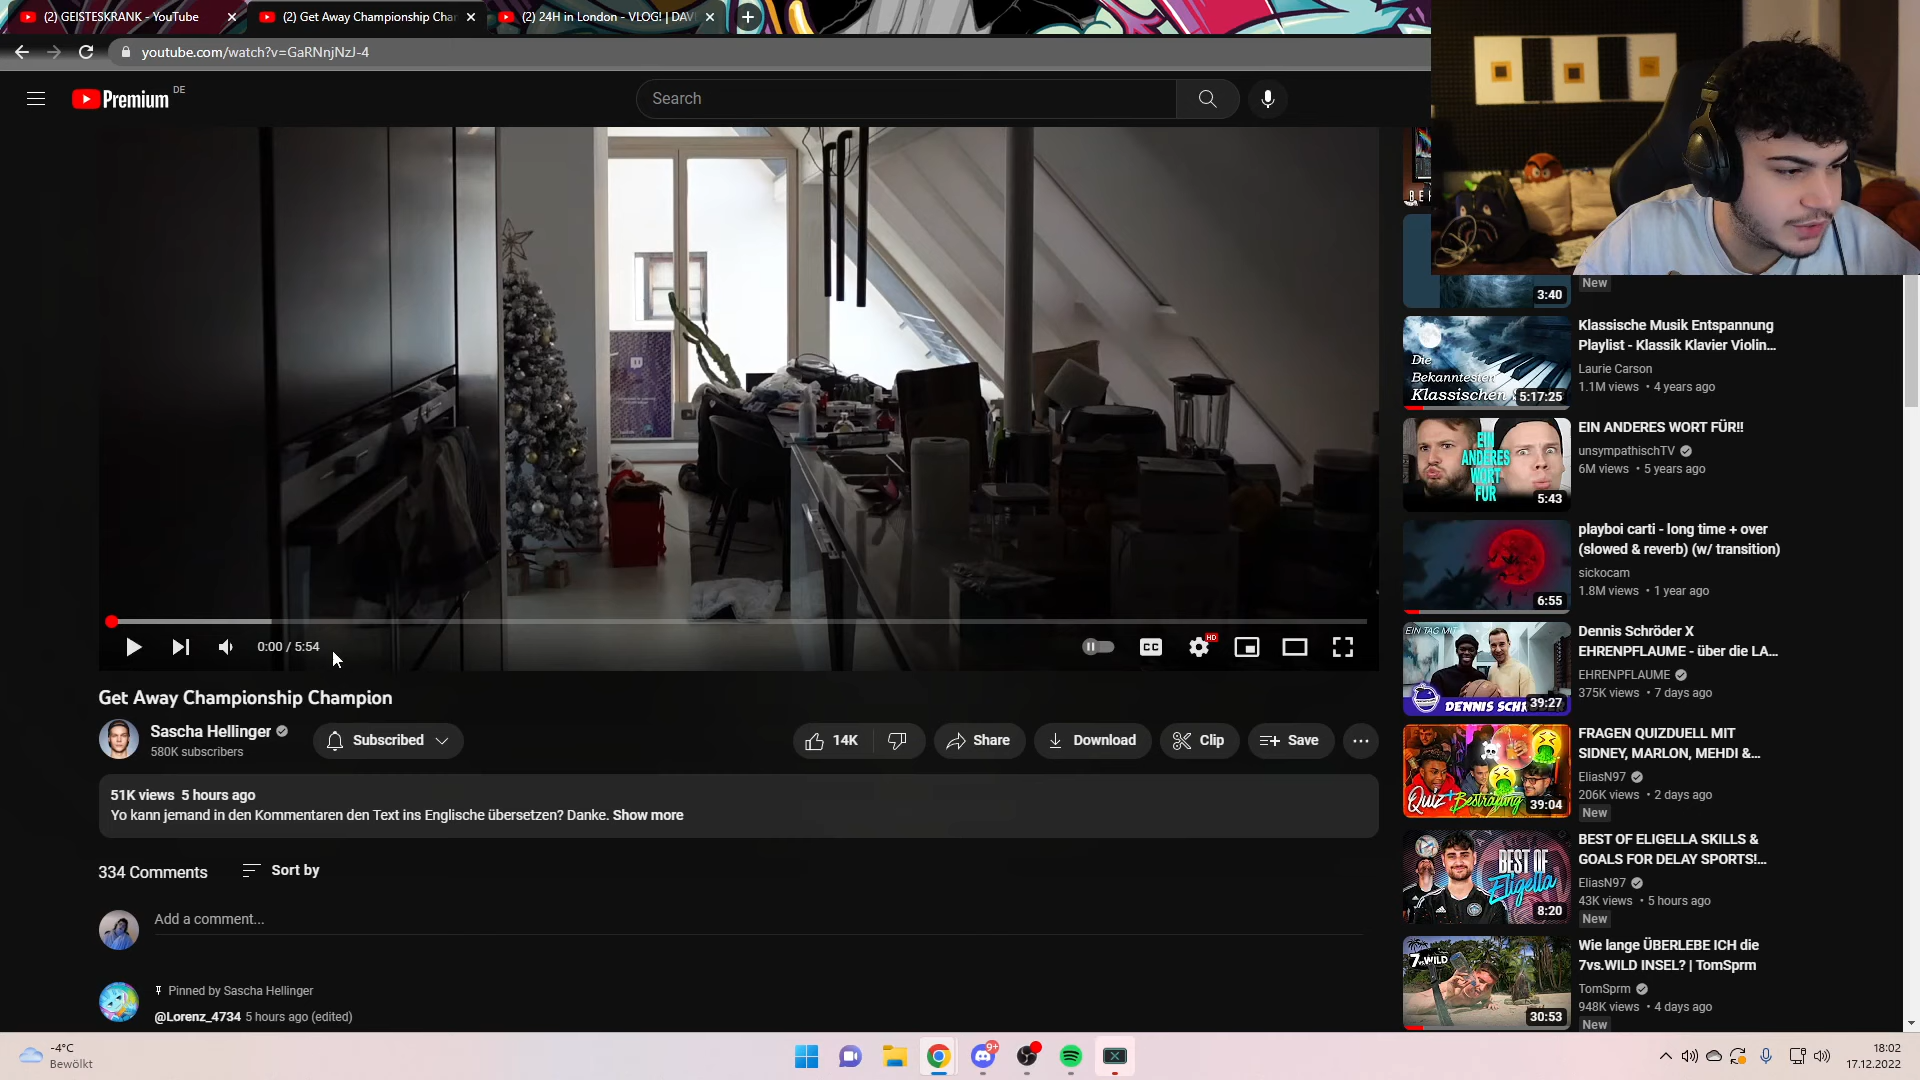 (2) GEISTESKRANK - YouTube
(2) Get Away Championship Cha
(2) 24H in London - VLOG! | DAV
youtube.com/watch?v=GaRNnjNzJ-4
Premium
DE
Search
3:40
New
Die
Bekanntesten
Klassischen
5:17:25
Klassische Musik Entspannung
Playlist - Klassik Klavier Violin...
Laurie Carson
1.1M views • 4 years ago
EIN
ANDERES
WORT
FÜR
5:43
EIN ANDERES WORT FÜR!!
unsympathischTV
6M views • 5 years ago
6:55
playboi carti - long time + over
(slowed & reverb) (w/ transition)
sickocam
1.8M views • 1 year ago
EIN TAG MIT
DENNIS SCHR
39:27
Dennis Schröder X
EHRENPFLAUME - über die LA...
EHRENPFLAUME
375K views • 7 days ago
Quiz+Bestrafung
39:04
FRAGEN QUIZDUELL MIT
SIDNEY, MARLON, MEHDI &...
EliasN97
206K views • 2 days ago
New
BEST OF
Eligella
8:20
BEST OF ELIGELLA SKILLS &
GOALS FOR DELAY SPORTS!...
EliasN97
43K views • 5 hours ago
New
7vs.WILD
30:53
Wie lange ÜBERLEBE ICH die
7vs.WILD INSEL? | TomSprm
TomSprm
948K views • 4 days ago
New
0:00 / 5:54
CC
HD
Get Away Championship Champion
Sascha Hellinger
580K subscribers
Subscribed
14K
Share
Download
Clip
Save
51K views 5 hours ago
Yo kann jemand in den Kommentaren den Text ins Englische übersetzen? Danke. Show more
334 Comments
Sort by
Add a comment...
Pinned by Sascha Hellinger
@Lorenz_4734 5 hours ago (edited)
-4°C
Bewölkt
9+
18:02
17.12.2022